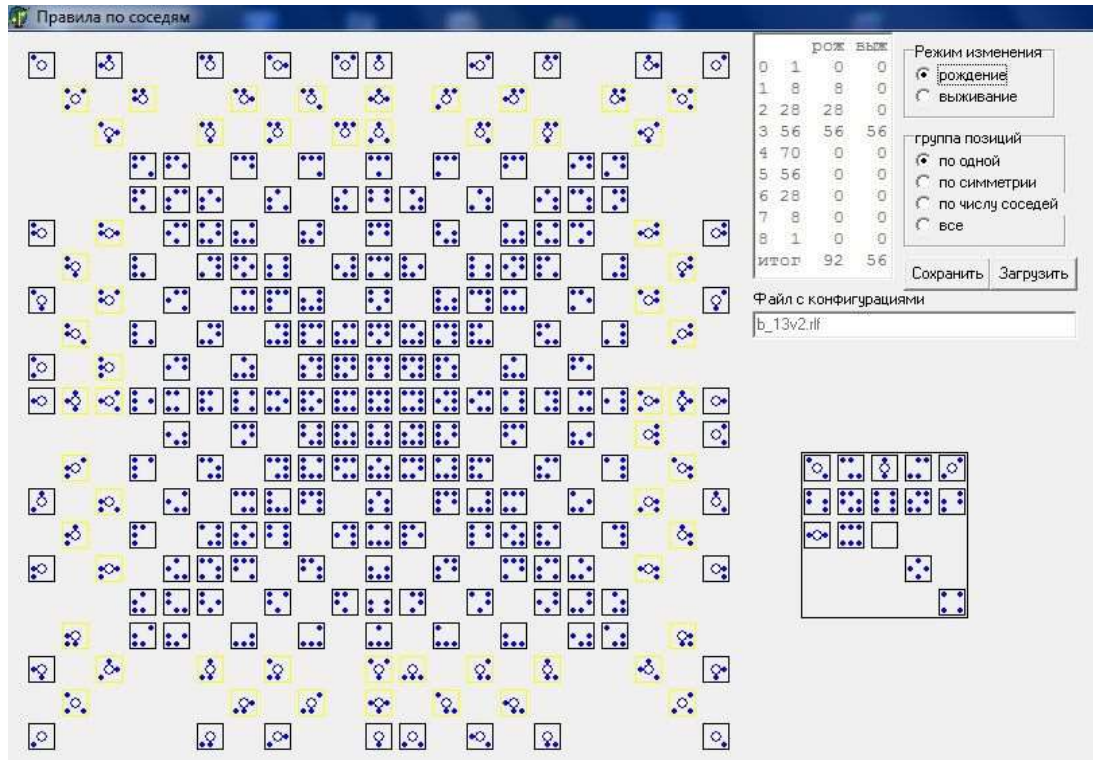 Правила по соседям
рож выж
0 1 0 0
1 8 8 0
2 28 28 0
3 56 56 56
4 70 0 0
5 56 0 0
6 28 0 0
7 8 0 0
8 1 0 0
итог 92 56
Режим изменения
рождение
выживание
группа позиций
по одной
по симметрии
по числу соседей
все
Сохранить Загрузить
Файл с конфигурациями
b_13v2.rlf